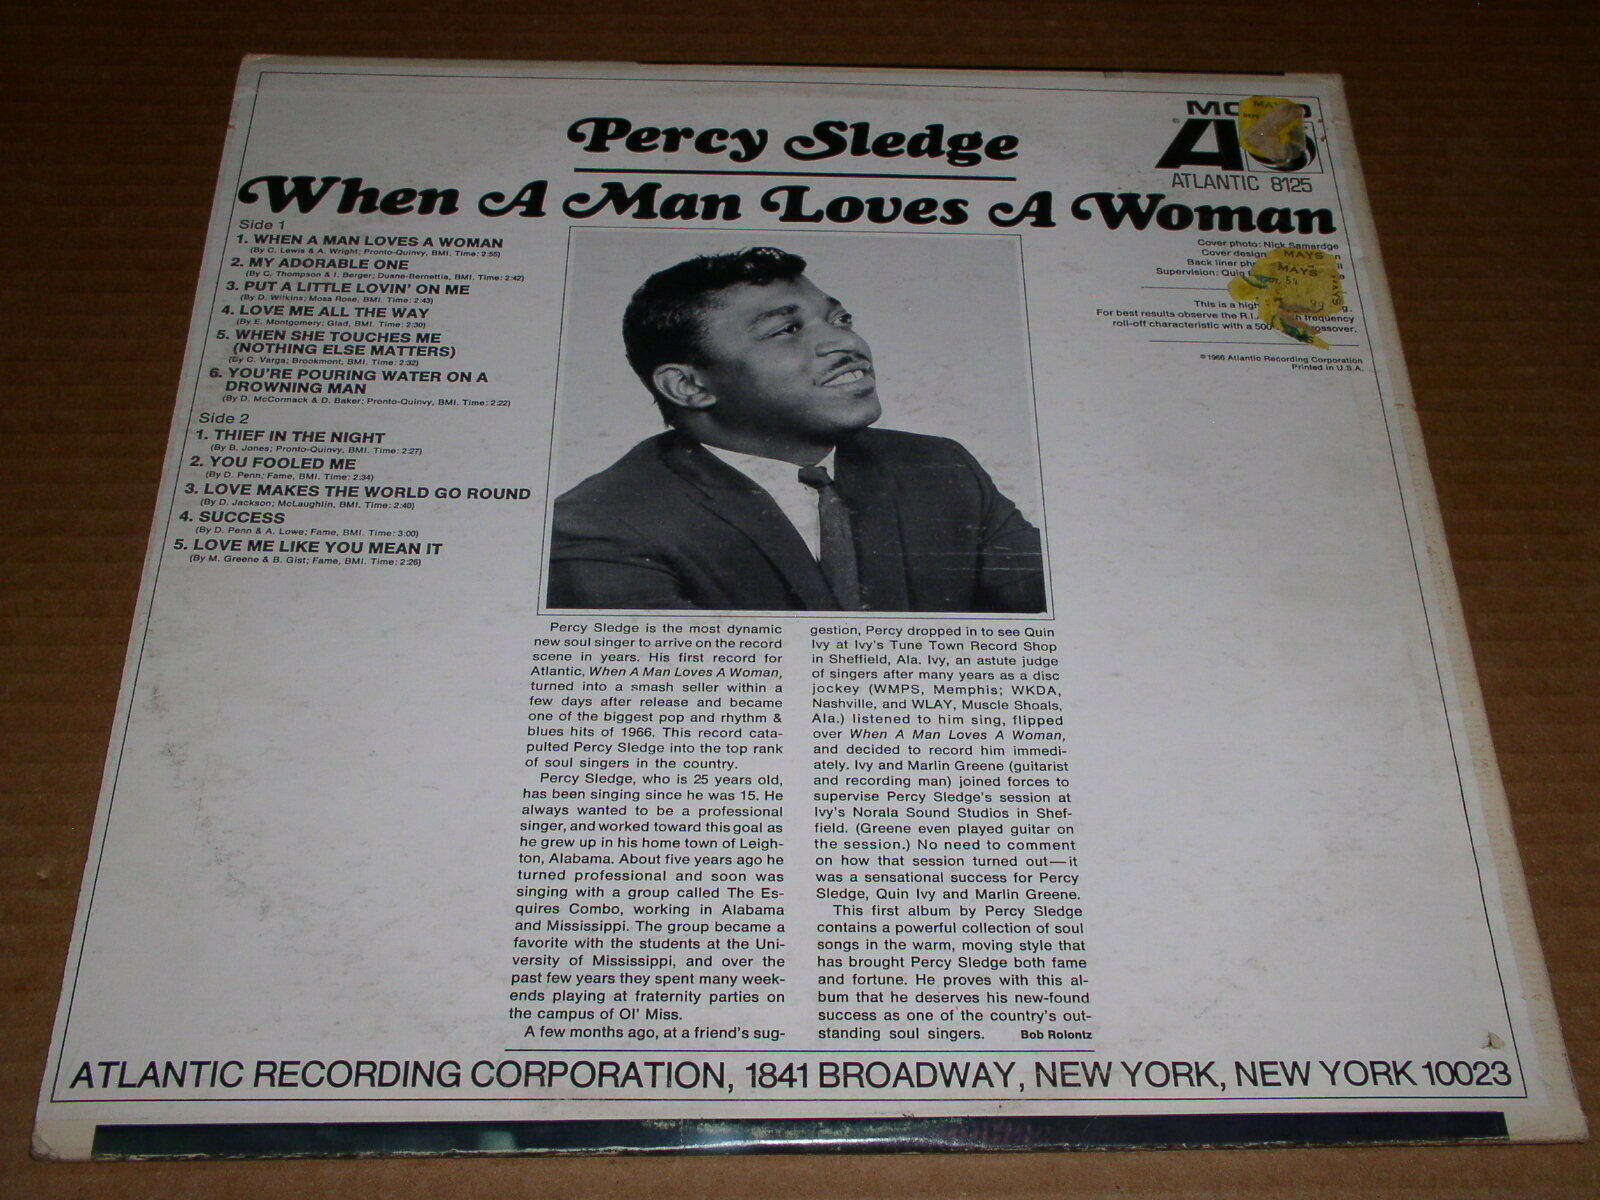 Percy Sledge
MO
ATLANTIC 8125
When A Man Loves A Woman
Side 1
1. WHEN A MAN LOVES A WOMAN
(By C. Lewis & A. Wright; Pronto-Quinvy, BMI. Time: 2:55)
2. MY ADORABLE ONE
(By C. Thompson & I. Berger; Duane-Bernettia, BMI. Time: 2:42)
3. PUT A LITTLE LOVIN' ON ME
(By D. Wilkins; Moss Rose, BMI. Time: 2:43)
4. LOVE ME ALL THE WAY
(By E. Montgomery; Glad, BMI. Time: 2:30)
5. WHEN SHE TOUCHES ME
(NOTHING ELSE MATTERS)
(By C. Varga; Brookmont, BMI. Time: 2:32)
6. YOU'RE POURING WATER ON A
DROWNING MAN
(By D. McCormack & D. Baker; Pronto-Quinvy, BMI. Time: 2:22)
Side 2
1. THIEF IN THE NIGHT
(By B. Jones; Pronto-Quinvy, BMI. Time: 2:27)
2. YOU FOOLED ME
(By D. Penn; Fame, BMI. Time: 2:34)
3. LOVE MAKES THE WORLD GO ROUND
(By D. Jackson; McLaughlin, BMI. Time: 2:40)
4. SUCCESS
(By D. Penn & A. Lowe; Fame, BMI. Time: 3:00)
5. LOVE ME LIKE YOU MEAN IT
(By M. Greene & B. Gist; Fame, BMI. Time: 2:26)
Cover photo: Nick Samardge
Cover design
Back liner
Supervision: Quin
MAYS
MAYS
This is a
For best results observe the frequency
roll-off characteristic with a 500
©1966 Atlantic Recording Corporation
Printed in U.S.A.
Percy Sledge is the most dynamic
new soul singer to arrive on the record
scene in years. His first record for
Atlantic, When A Man Loves A Woman,
turned into a smash seller within a
few days after release and became
one of the biggest pop and rhythm &
blues hits of 1966. This record cata-
pulted Percy Sledge into the top rank
of soul singers in the country.
Percy Sledge, who is 25 years old,
has been singing since he was 15. He
always wanted to be a professional
singer, and worked toward this goal as
he grew up in his home town of Leigh-
ton, Alabama. About five years ago he
turned professional and soon was
singing with a group called The Es-
quires Combo, working in Alabama
and Mississippi. The group became a
favorite with the students at the Uni-
versity of Mississippi, and over the
past few years they spent many week-
ends playing at fraternity parties on
the campus of Ol' Miss.
A few months ago, at a friend's sug-
gestion, Percy dropped in to see Quin
Ivy at Ivy's Tune Town Record Shop
in Sheffield, Ala. Ivy, an astute judge
of singers after many years as a disc
jockey (WMPS, Memphis; WKDA,
Nashville, and WLAY, Muscle Shoals,
Ala.) listened to him sing, flipped
over When A Man Loves A Woman,
and decided to record him immedi-
ately. Ivy and Marlin Greene (guitarist
and recording man) joined forces to
supervise Percy Sledge's session at
Ivy's Norala Sound Studios in Shef-
field. (Greene even played guitar on
the session.) No need to comment
on how that session turned out—it
was a sensational success for Percy
Sledge, Quin Ivy and Marlin Greene.
This first album by Percy Sledge
contains a powerful collection of soul
songs in the warm, moving style that
has brought Percy Sledge both fame
and fortune. He proves with this al-
bum that he deserves his new-found
success as one of the country's out-
standing soul singers. Bob Rolontz
ATLANTIC RECORDING CORPORATION, 1841 BROADWAY, NEW YORK, NEW YORK 10023